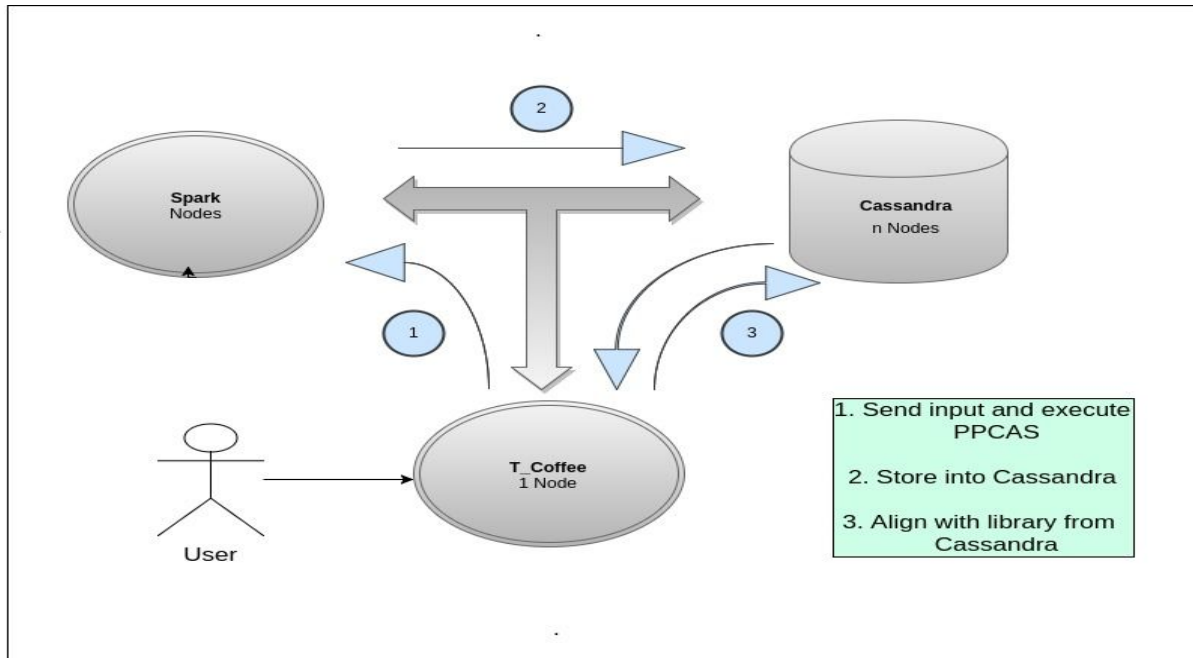 2
Spark
Nodes
Cassandra
n Nodes
1
3
T_Coffee
1 Node
User
1. Send input and execute
PPCAS
2. Store into Cassandra
3. Align with library from
Cassandra